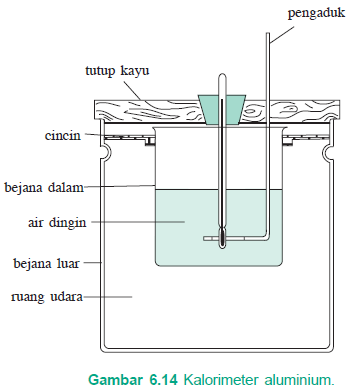 pengaduk
tutup kayu
cincin
bejana dalam
air dingin
bejana luar
ruang udara
Gambar 6.14 Kalorimeter aluminium.